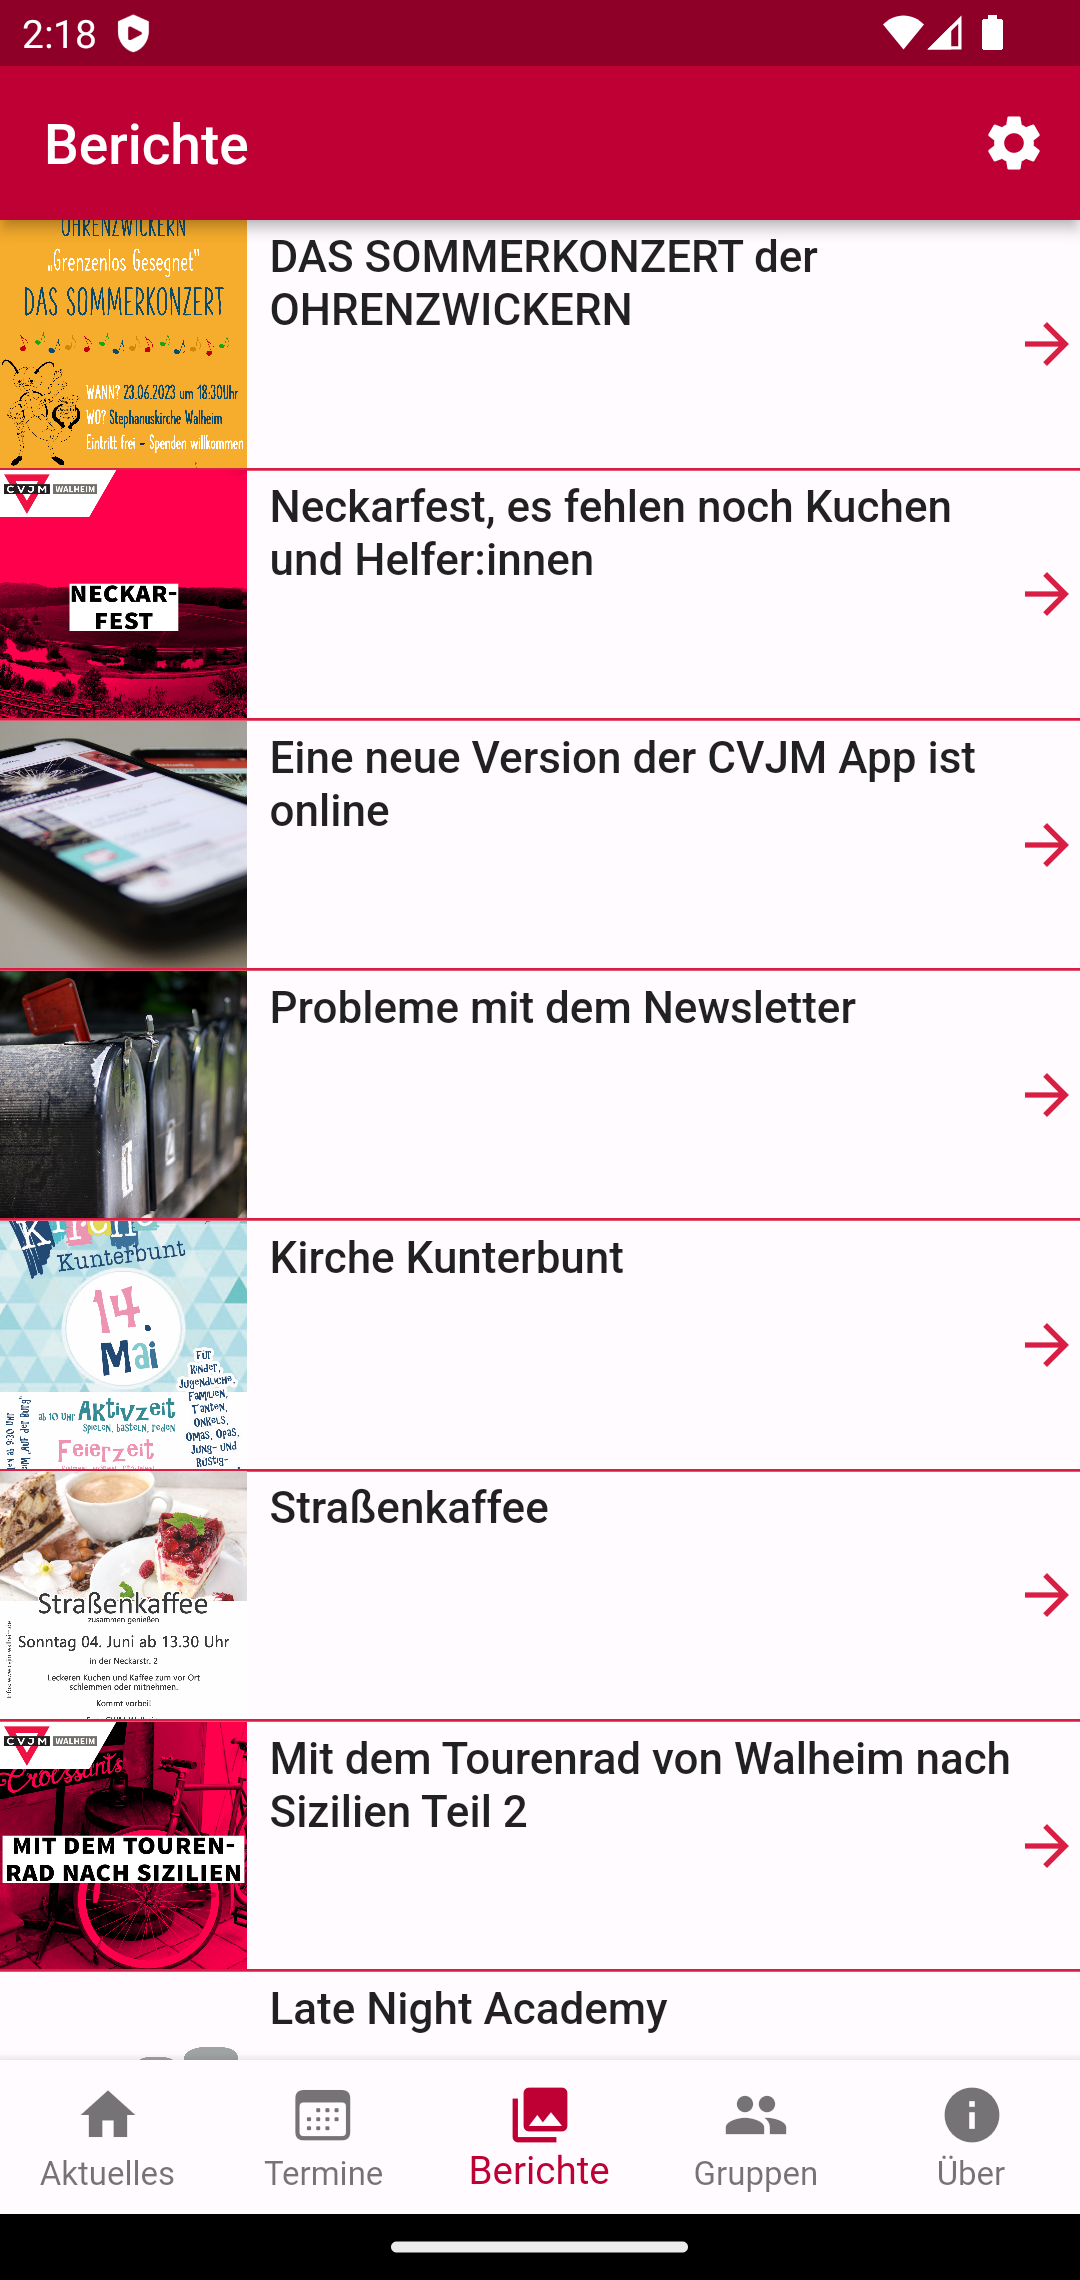 2:18
Berichte
OHRENZWICKERN
„Grenzenlos Gesegnet"
DAS SOMMERKONZERT
WANN? 23.06.2023 um 18:30Uhr
WO? Stephanuskirche Walheim
Eintritt frei - Spenden willkommen
DAS SOMMERKONZERT der
OHRENZWICKERN
CVJM WALHEIM
NECKAR-
FEST
Neckarfest, es fehlen noch Kuchen
und Helfer:innen
Eine neue Version der CVJM App ist
online
Probleme mit dem Newsletter
Kirche
Kunterbunt
14.
Mai
ab 10 Uhr Aktivzeit
spielen, basteln, reden
Feierzeit
Für
Kinder,
Jugendliche,
Familien,
Tanten,
Onkels,
Omas, Opas,
Jung- und
Rüstig-
Kirche Kunterbunt
Straßenkaffee
zusammen genießen
Sonntag 04. Juni ab 13.30 Uhr
in der Neckarstr. 2
Leckeren Kuchen und Kaffee zum vor Ort
schlemmen oder mitnehmen.
Kommt vorbei!
Straßenkaffee
CVJM WALHEIM
Croissants
MIT DEM TOUREN-
RAD NACH SIZILIEN
Mit dem Tourenrad von Walheim nach
Sizilien Teil 2
Late Night Academy
Aktuelles
Termine
Berichte
Gruppen
Über